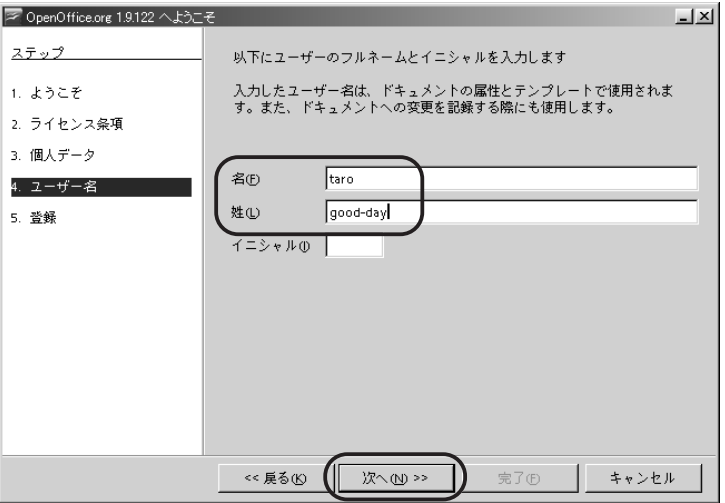 OpenOffice.org 1.9.122 へようこそ
ステップ
1. ようこそ
2. ライセンス条項
3. 個人データ
4. ユーザー名
5. 登録
以下にユーザーのフルネームとイニシャルを入力します
入力したユーザー名は、ドキュメントの属性とテンプレートで使用されま
す。また、ドキュメントへの変更を記録する際にも使用します。
名(F) taro
姓(L) good-day
イニシャル(I)
<< 戻る(K) 次へ(N) >> 完了(F) キャンセル